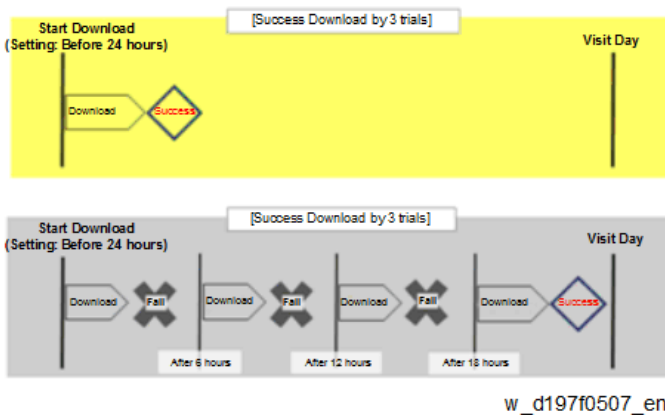 [Success Download by 3 trials]
Start Download
(Setting: Before 24 hours)
Visit Day
Download
Success
[Success Download by 3 trials]
Start Download
(Setting: Before 24 hours)
Visit Day
Download
Fail
Download
Fail
Download
Fail
Download
Success
After 6 hours
After 12 hours
After 18 hours
w_d197f0507_en